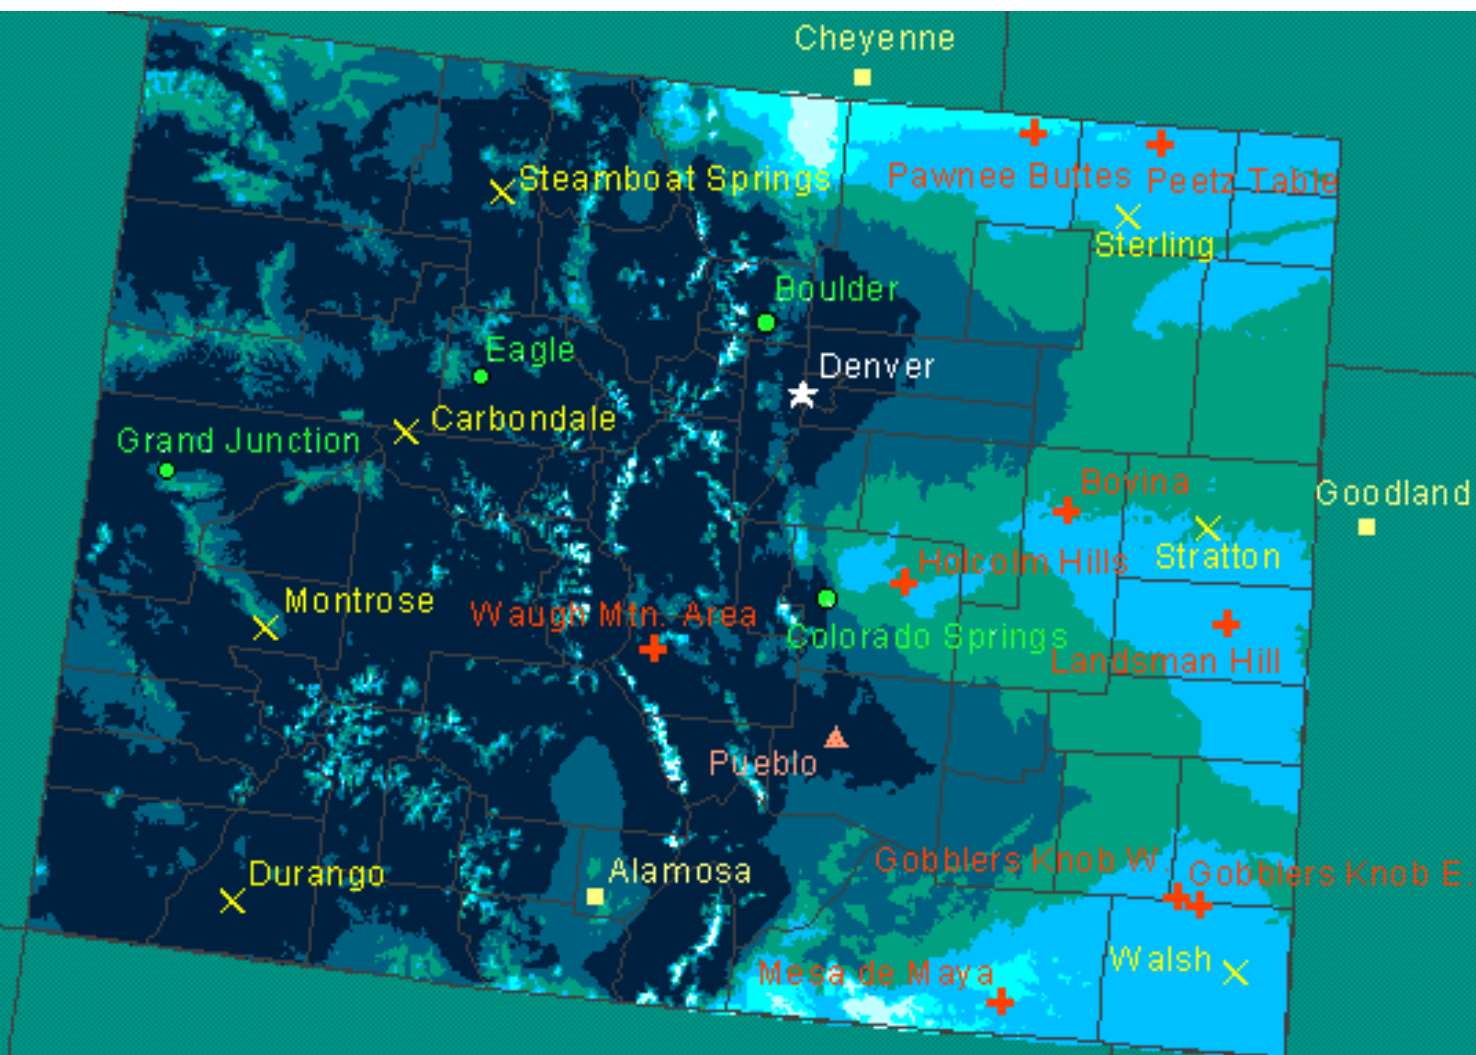 Cheyenne
Steamboat Springs
Pawnee Buttes
Peetz Table
Sterling
Boulder
Eagle
Denver
Carbondale
Grand Junction
Bovina
Goodland
Stratton
Holcolm Hills
Montrose
Waugh Mtn. Area
Colorado Springs
Landsman Hill
Pueblo
Gobblers Knob W.
Gobblers Knob E.
Durango
Alamosa
Walsh
Mesa de Maya